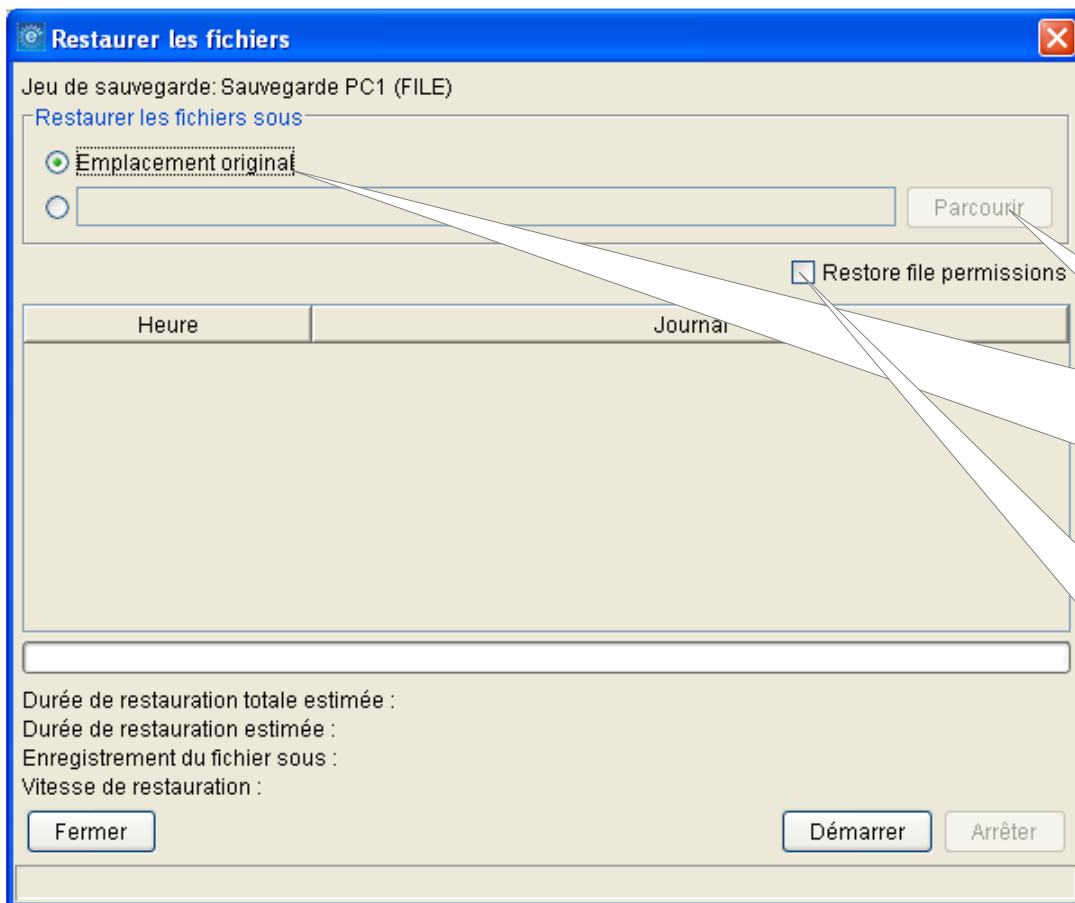 Restaurer les fichiers
Jeu de sauvegarde: Sauvegarde PC1 (FILE)
Restaurer les fichiers sous
Emplacement original
Parcourir
Restore file permissions
Heure Journal
Durée de restauration totale estimée :
Durée de restauration estimée :
Enregistrement du fichier sous :
Vitesse de restauration :
Fermer Démarrer Arrêter